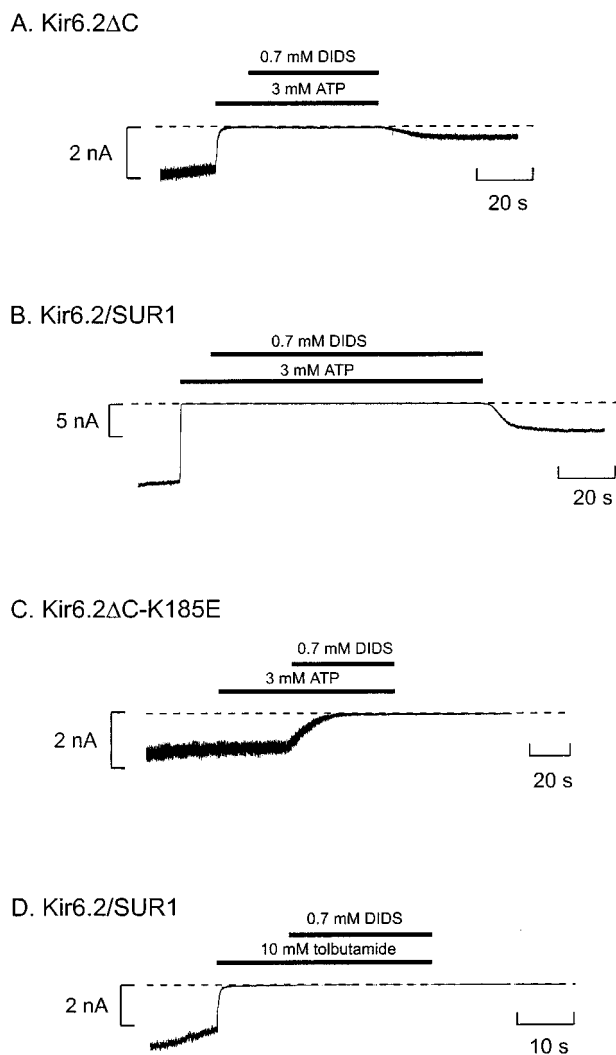 A. Kir6.2ΔC
0.7 mM DIDS
3 mM ATP
2 nA
20 s
B. Kir6.2/SUR1
0.7 mM DIDS
3 mM ATP
5 nA
20 s
C. Kir6.2ΔC-K185E
0.7 mM DIDS
3 mM ATP
2 nA
20 s
D. Kir6.2/SUR1
0.7 mM DIDS
10 mM tolbutamide
2 nA
10 s